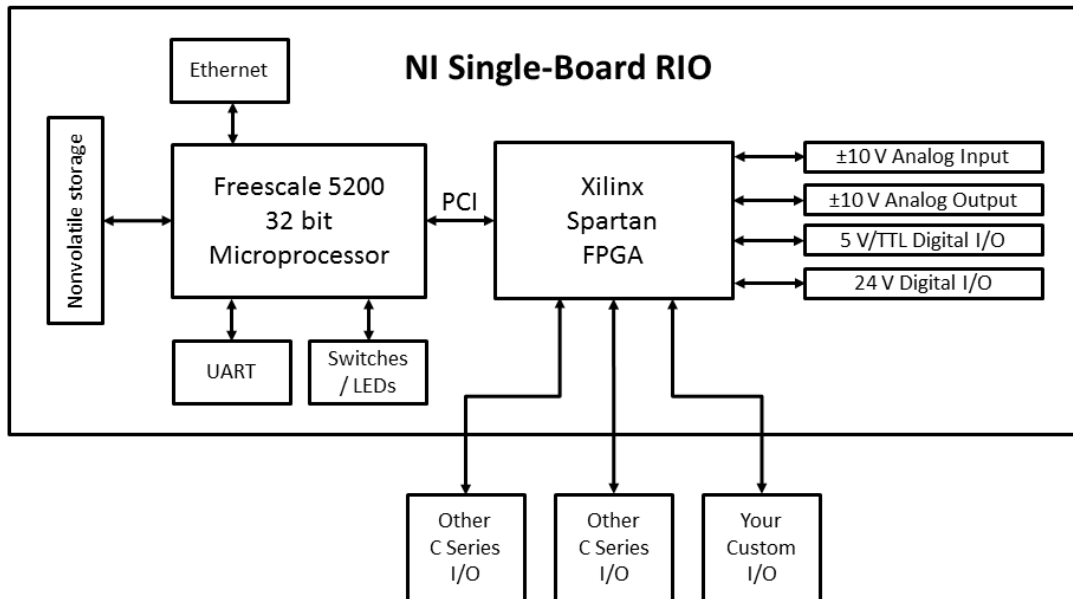 NI Single-Board RIO
Ethernet
Nonvolatile storage
Freescale 5200
32 bit
Microprocessor
PCI
Xilinx
Spartan
FPGA
±10 V Analog Input
±10 V Analog Output
5 V/TTL Digital I/O
24 V Digital I/O
UART
Switches
/ LEDs
Other
C Series
I/O
Other
C Series
I/O
Your
Custom
I/O